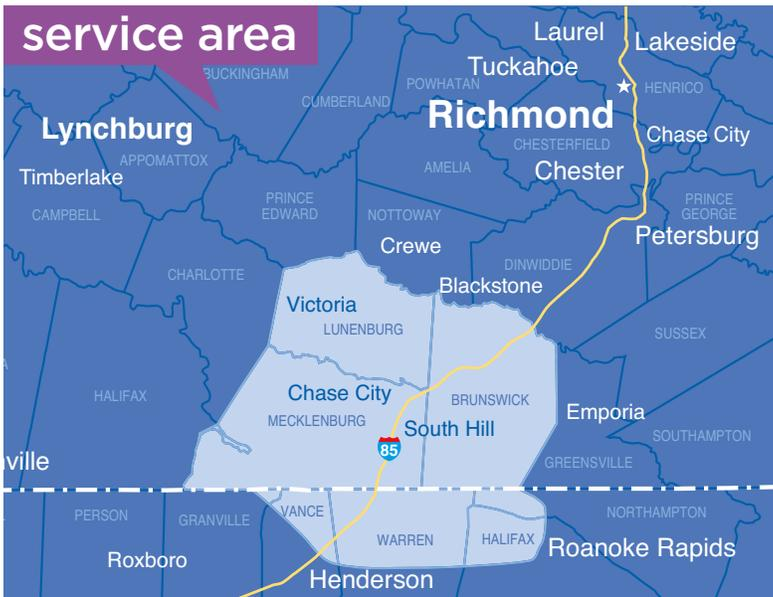 service area
Laurel
Lakeside
Tuckahoe
BUCKINGHAM
POWHATAN
HENRICO
CUMBERLAND
Richmond
Lynchburg
Chase City
CHESTERFIELD
APPOMATTOX
AMELIA
Chester
Timberlake
PRINCE
EDWARD
PRINCE
GEORGE
CAMPBELL
NOTTOWAY
Petersburg
Crewe
DINWIDDIE
CHARLOTTE
Blackstone
Victoria
LUNENBURG
SUSSEX
A
HALIFAX
Chase City
BRUNSWICK
Emporia
MECKLENBURG
South Hill
SOUTHAMPTON
85
nville
GREENSVILLE
PERSON
GRANVILLE
VANCE
NORTHAMPTON
WARREN
HALIFAX
Roanoke Rapids
Roxboro
Henderson